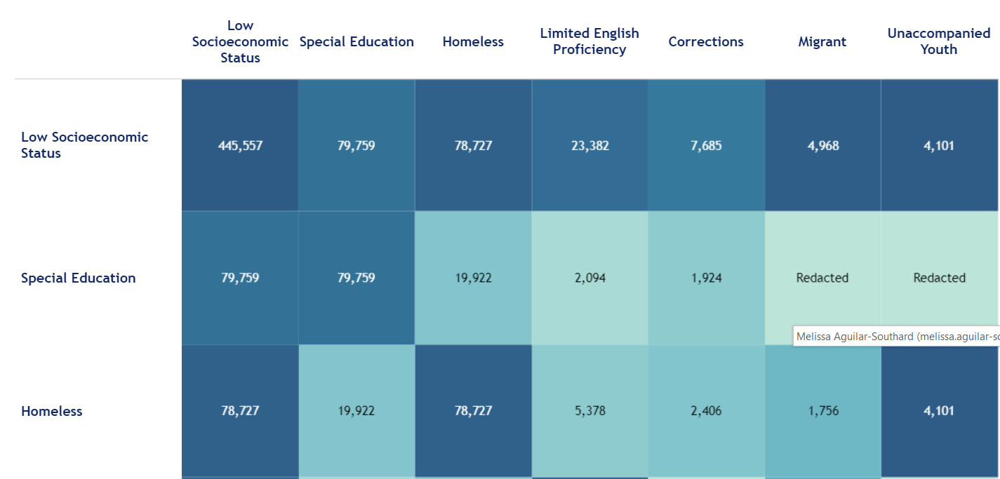 Low
Socioeconomic
Status
Special Education
Homeless
Limited English
Proficiency
Corrections
Migrant
Unaccompanied
Youth
Low Socioeconomic
Status
445,557
79,759
78,727
23,382
7,685
4,968
4,101
Special Education
79,759
79,759
19,922
2,094
1,924
Redacted
Redacted
Melissa Aguilar-Southard (melissa.aguilar-so
Homeless
78,727
19,922
78,727
5,378
2,406
1,756
4,101